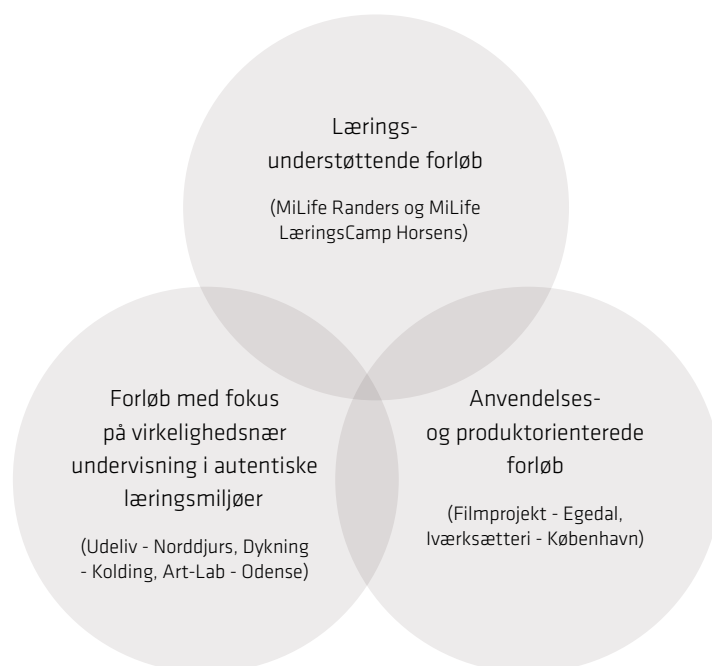 Lærings-
understøttende forløb
(MiLife Randers og MiLife
LæringsCamp Horsens)
Forløb med fokus
på virkelighedsnær
undervisning i autentiske
læringsmiljøer
(Udeliv - Norddjurs, Dykning
- Kolding, Art-Lab - Odense)
Anvendelses-
og produktorienterede
forløb
(Filmprojekt - Egedal,
Iværksætteri - København)